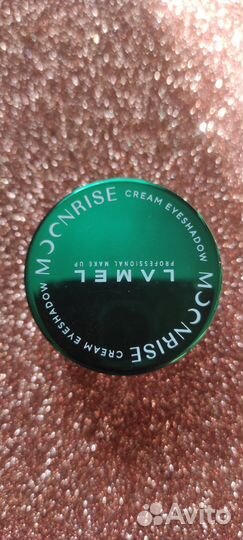 MOONRISE CREAM EYESHADOW
MOONRISE CREAM EYESHADOW
LAMEL
PROFESSIONAL MAKE UP
Avito